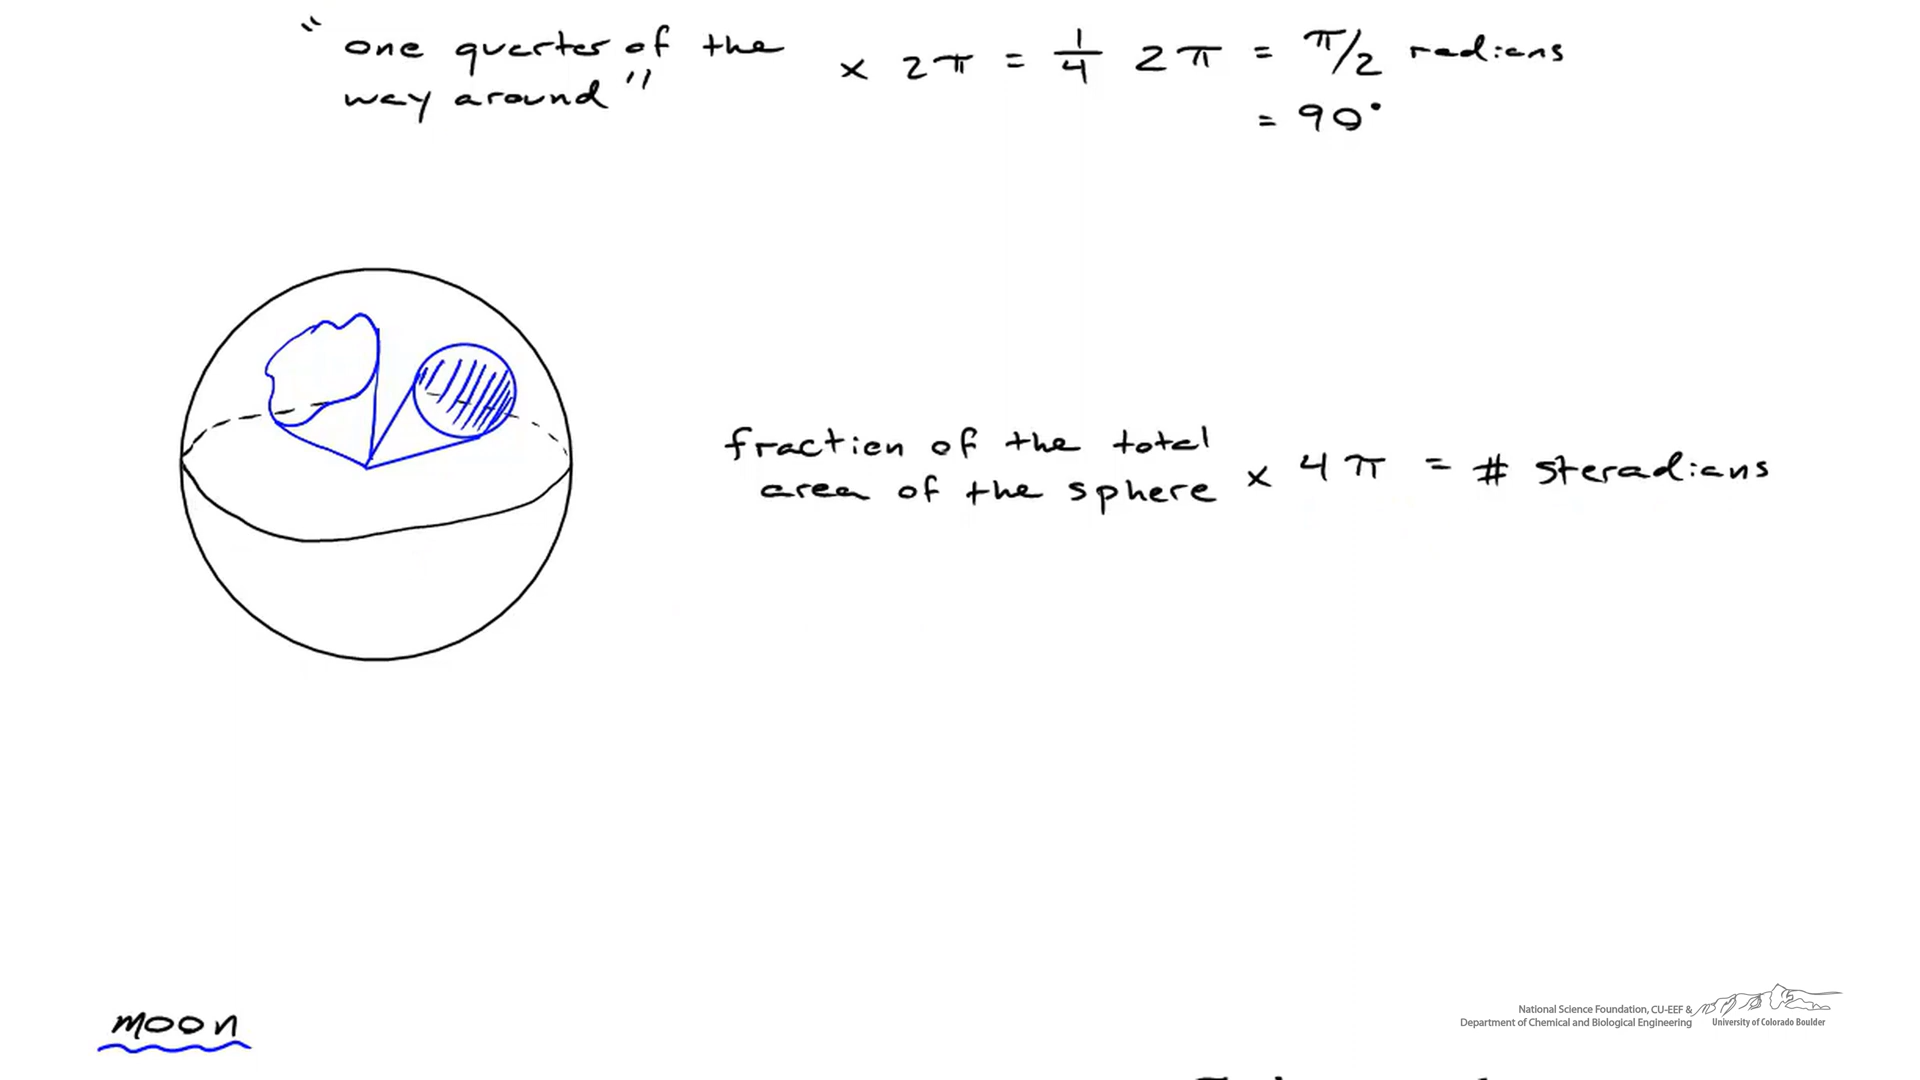 "one quarter of the
way around" × 2π = 1/4 2π = π/2 radians
= 90°
fraction of the total
area of the sphere × 4π = # steradians
moon
National Science Foundation, CU-EEF &
Department of Chemical and Biological Engineering
University of Colorado Boulder